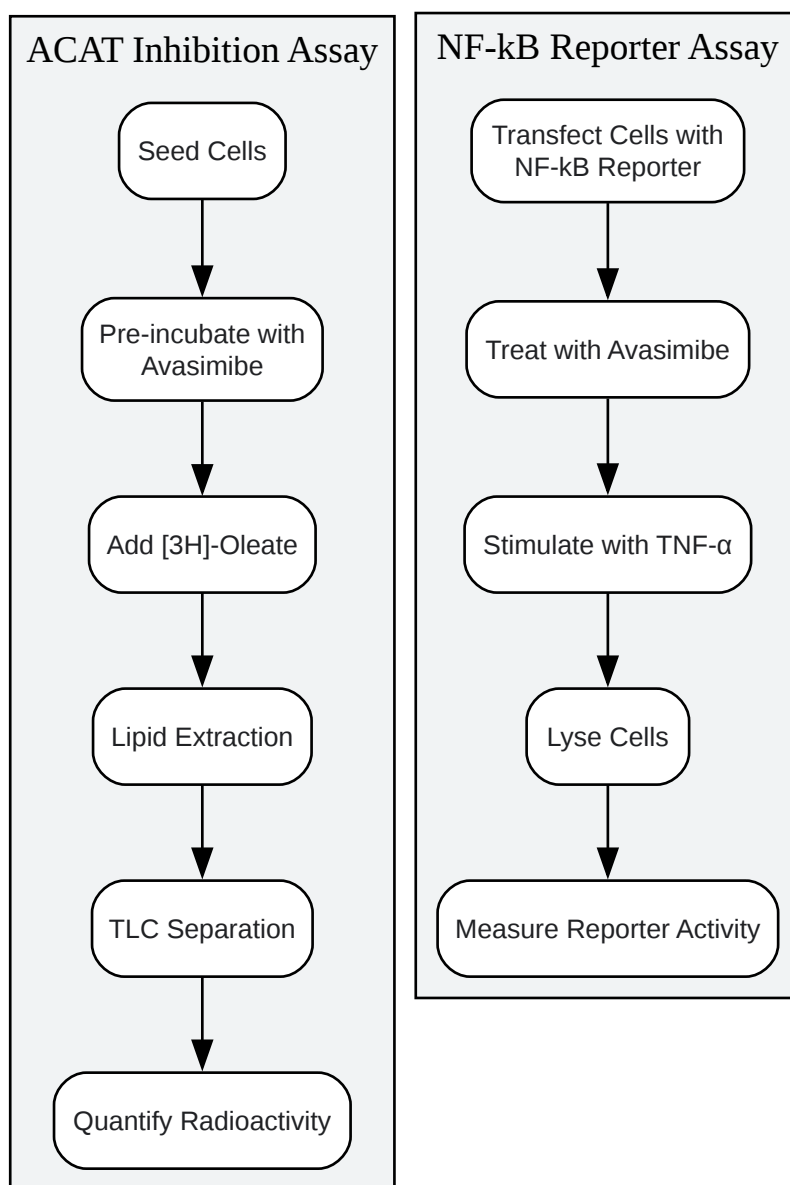 ACAT Inhibition Assay
Seed Cells
Pre-incubate with
Avasimibe
Add [3H]-Oleate
Lipid Extraction
TLC Separation
Quantify Radioactivity
NF-kB Reporter Assay
Transfect Cells with
NF-kB Reporter
Treat with Avasimibe
Stimulate with TNF-α
Lyse Cells
Measure Reporter Activity